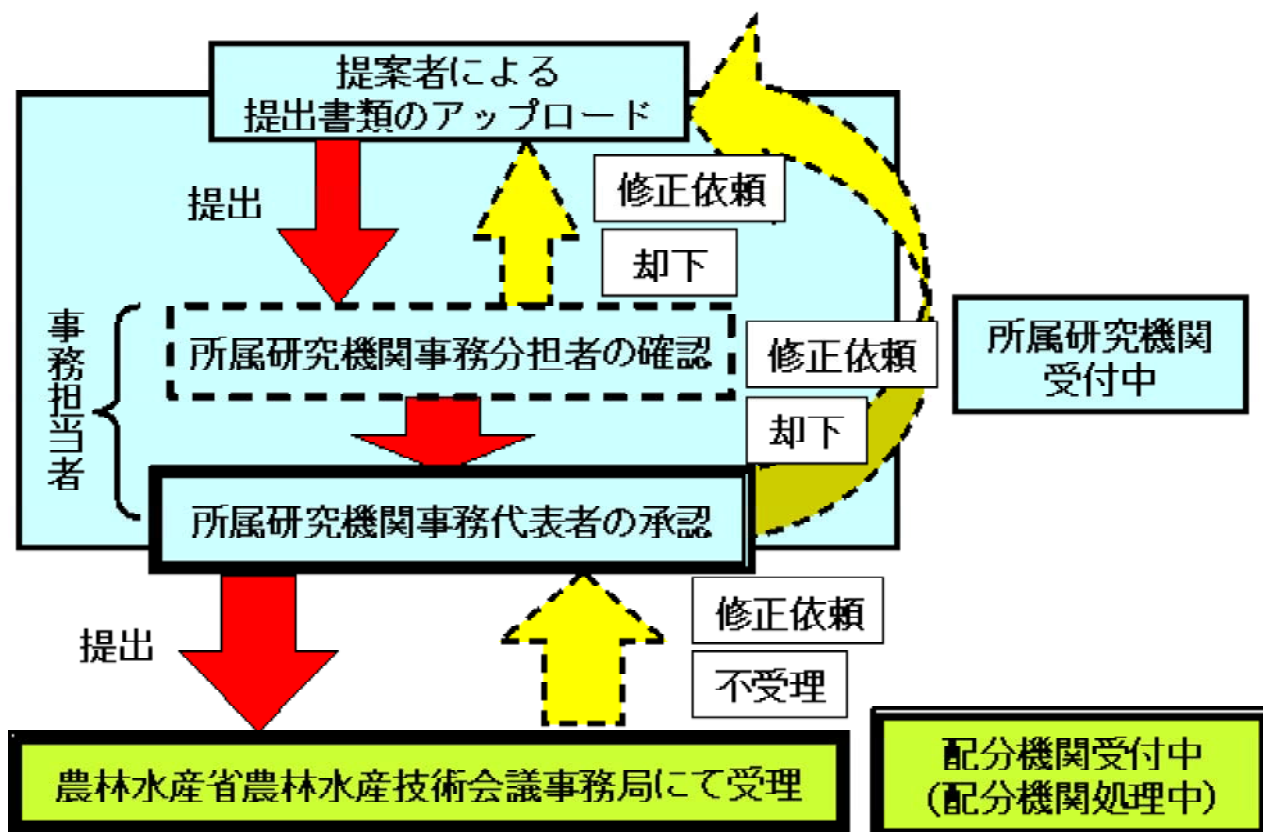 提案者による
提出書類のアップロード
提出
修正依頼
却下
事務担当者
所属研究機関事務分担者の確認
修正依頼
却下
所属研究機関
受付中
所属研究機関事務代表者の承認
提出
修正依頼
不受理
農林水産省農林水産技術会議事務局にて受理
配分機関受付中
(配分機関処理中)